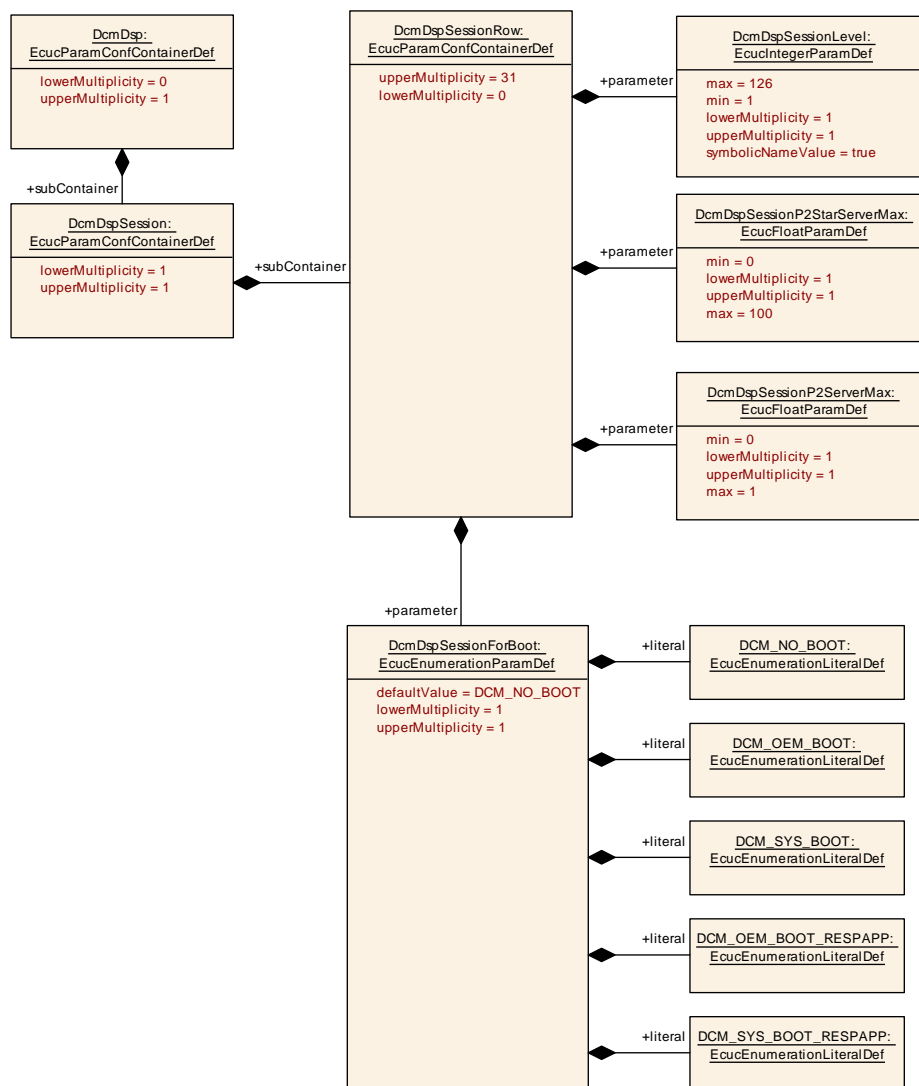 DcmDsp:
EcucParamConfContainerDef
lowerMultiplicity = 0
upperMultiplicity = 1
+subContainer
DcmDspSession:
EcucParamConfContainerDef
lowerMultiplicity = 1
upperMultiplicity = 1
+subContainer
DcmDspSessionRow:
EcucParamConfContainerDef
upperMultiplicity = 31
lowerMultiplicity = 0
+parameter
DcmDspSessionLevel:
EcucIntegerParamDef
max = 126
min = 1
lowerMultiplicity = 1
upperMultiplicity = 1
symbolicNameValue = true
+parameter
DcmDspSessionP2StarServerMax:
EcucFloatParamDef
min = 0
lowerMultiplicity = 1
upperMultiplicity = 1
max = 100
+parameter
DcmDspSessionP2ServerMax:
EcucFloatParamDef
min = 0
lowerMultiplicity = 1
upperMultiplicity = 1
max = 1
+parameter
DcmDspSessionForBoot:
EcucEnumerationParamDef
defaultValue = DCM_NO_BOOT
lowerMultiplicity = 1
upperMultiplicity = 1
+literal
DCM_NO_BOOT:
EcucEnumerationLiteralDef
+literal
DCM_OEM_BOOT:
EcucEnumerationLiteralDef
+literal
DCM_SYS_BOOT:
EcucEnumerationLiteralDef
+literal
DCM_OEM_BOOT_RESPAPP:
EcucEnumerationLiteralDef
+literal
DCM_SYS_BOOT_RESPAPP:
EcucEnumerationLiteralDef